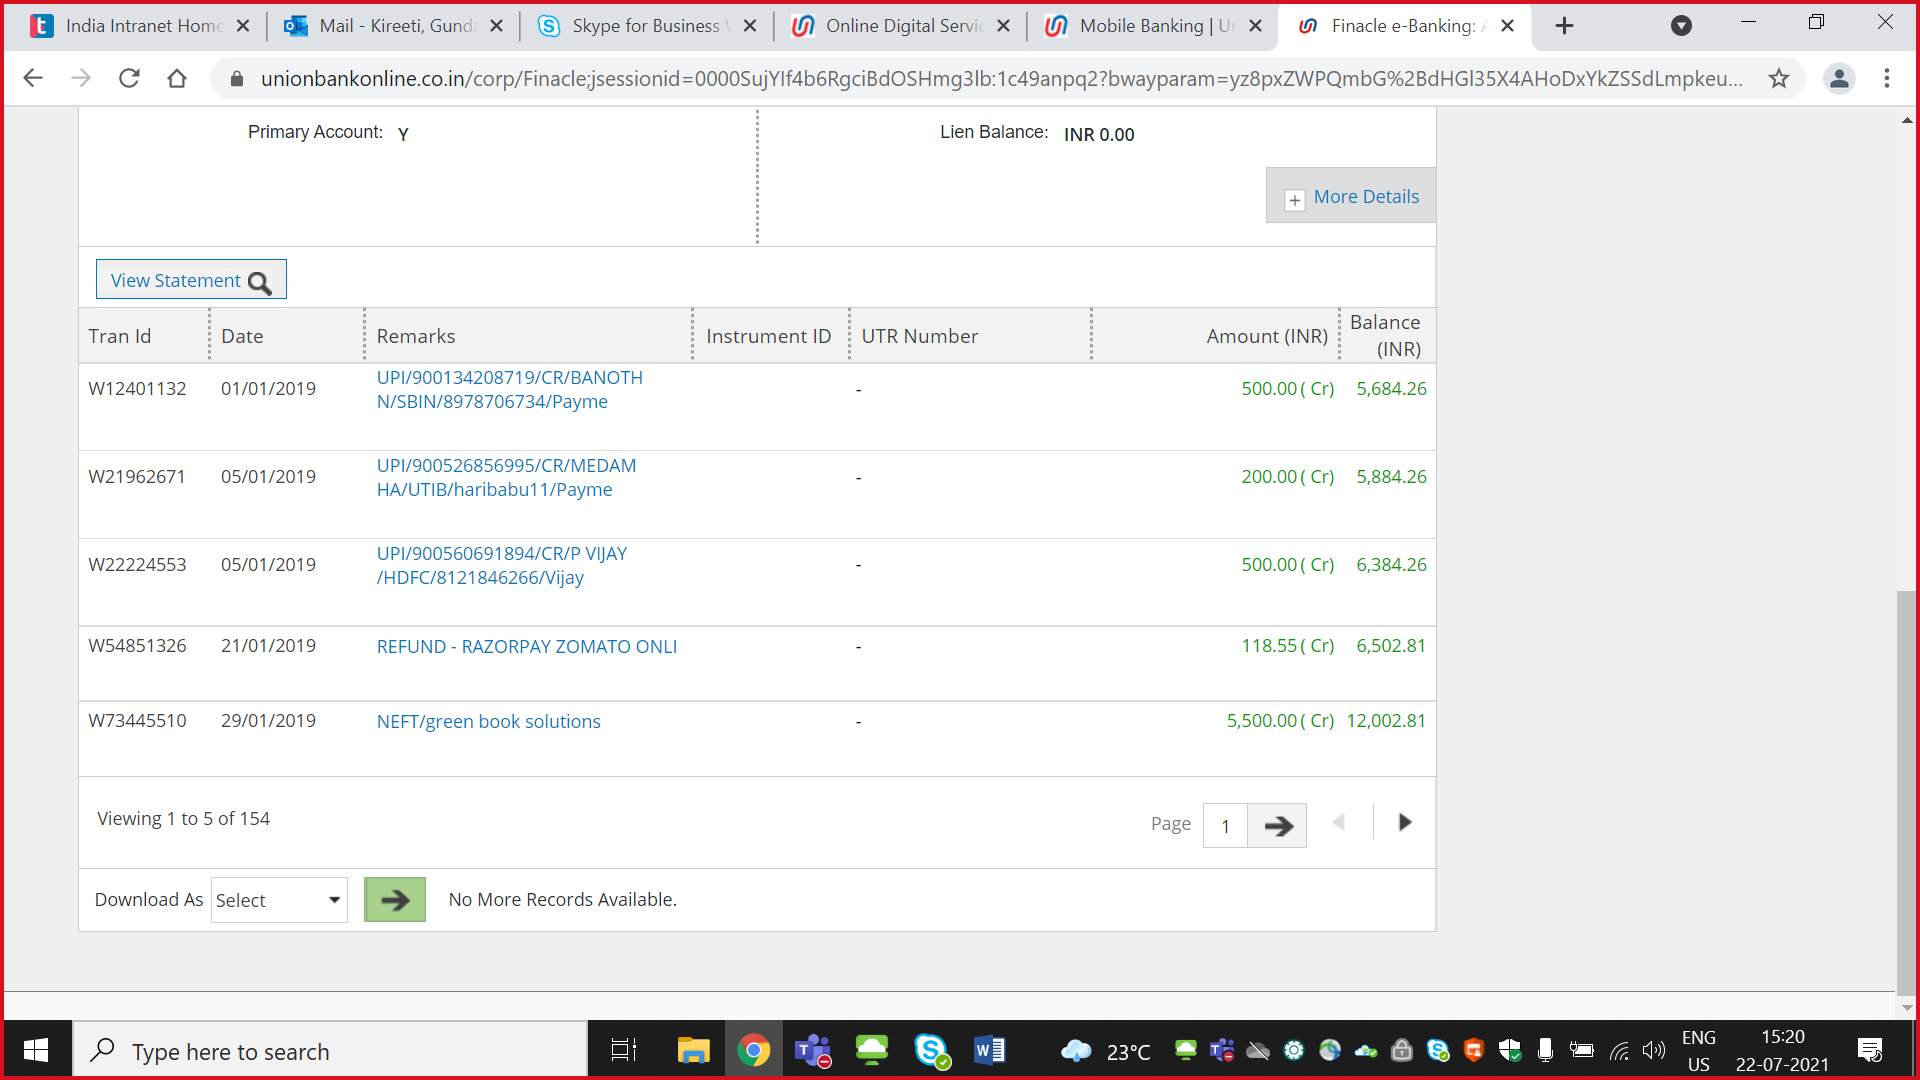 India Intranet Home
Mail - Kireeti, Gunda
Skype for Business
Online Digital Servic
Mobile Banking | Un
Finacle e-Banking: A
unionbankonline.co.in/corp/Finacle;jsessionid=0000SujYIf4b6RgciBdOSHmg3lb:1c49anpq2?bwayparam=yz8pxZWPQmbG%2BdHGl35X4AHoDxYkZSSdLmpkeu...
Primary Account: Y
Lien Balance: INR 0.00
More Details
View Statement
Tran Id Date Remarks Instrument ID UTR Number Amount (INR) Balance (INR)
W12401132 01/01/2019 UPI/900134208719/CR/BANOTH - 500.00 ( Cr) 5,684.26
N/SBIN/8978706734/Payme
W21962671 05/01/2019 UPI/900526856995/CR/MEDAM - 200.00 ( Cr) 5,884.26
HA/UTIB/haribabu11/Payme
W22224553 05/01/2019 UPI/900560691894/CR/P VIJAY - 500.00 ( Cr) 6,384.26
/HDFC/8121846266/Vijay
W54851326 21/01/2019 REFUND - RAZORPAY ZOMATO ONLI - 118.55 ( Cr) 6,502.81
W73445510 29/01/2019 NEFT/green book solutions - 5,500.00 ( Cr) 12,002.81
Viewing 1 to 5 of 154
Page 1
Download As Select No More Records Available.
Type here to search
23°C
ENG
US
15:20
22-07-2021